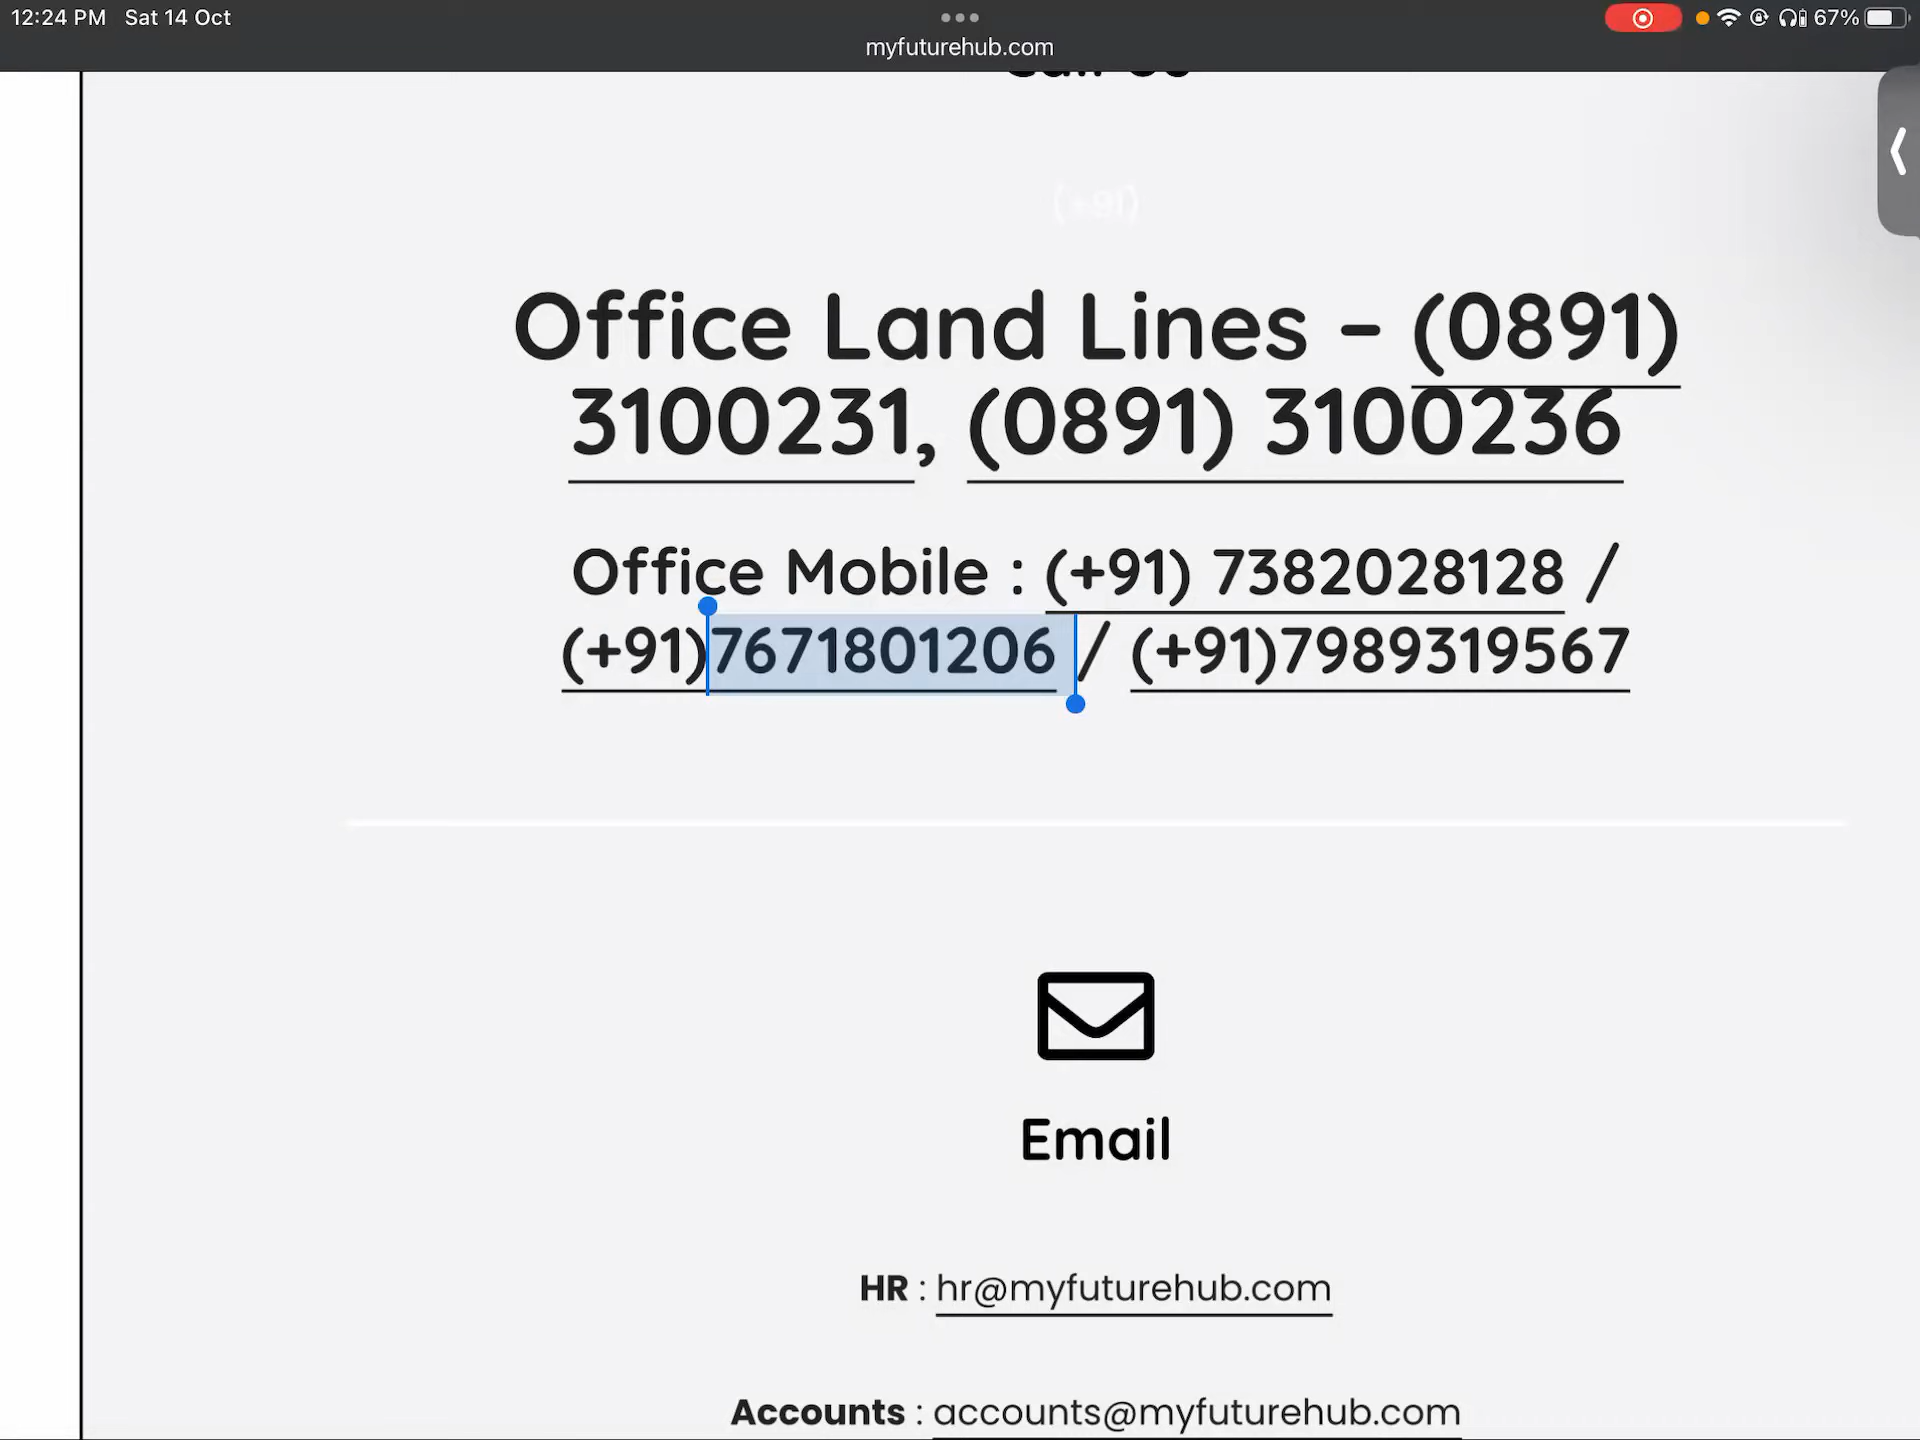 12:24 PM Sat 14 Oct
67%
myfuturehub.com
(+91)
Office Land Lines – (0891)
3100231, (0891) 3100236
Office Mobile : (+91) 7382028128 /
(+91)7671801206 / (+91)7989319567
Email
HR : hr@myfuturehub.com
Accounts : accounts@myfuturehub.com